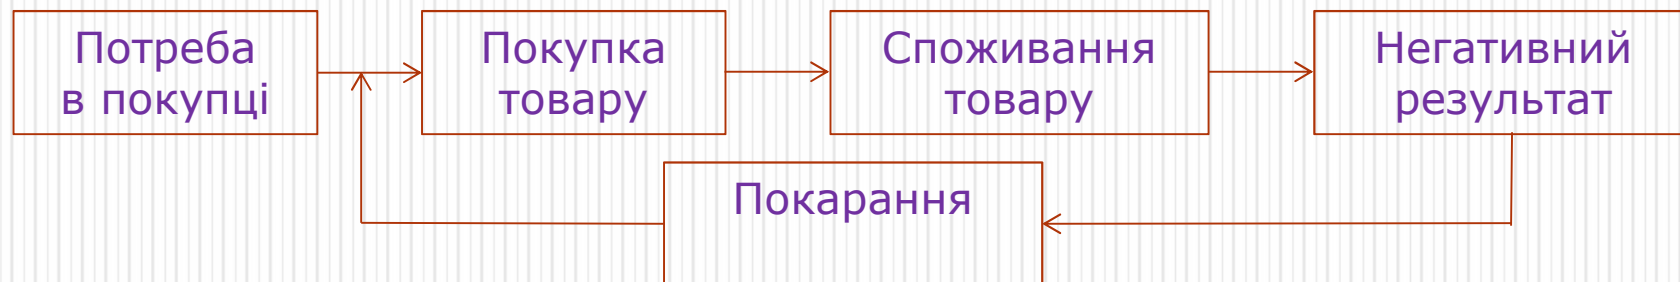 Потреба
в покупці
Покупка
товару
Споживання
товару
Негативний
результат
Покарання